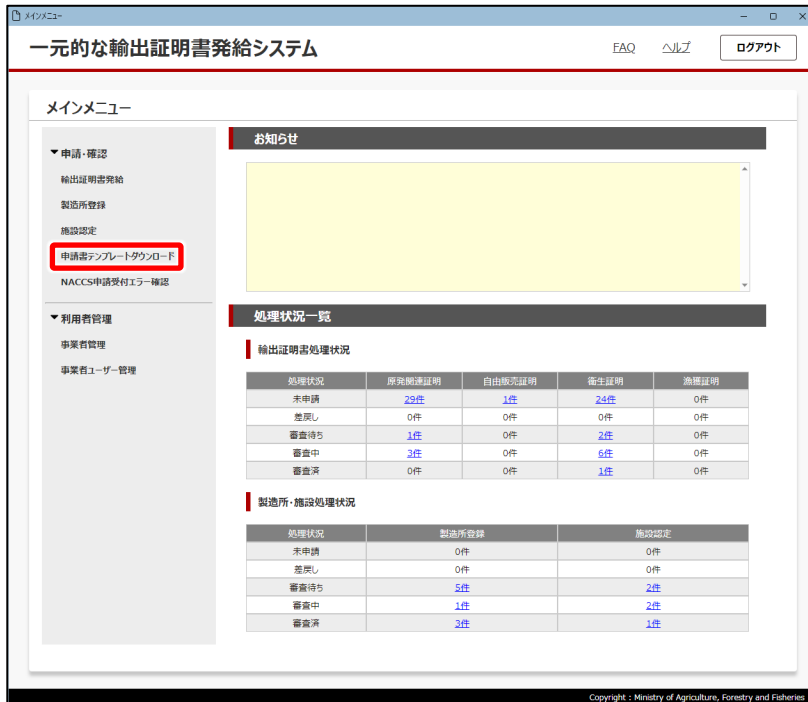 メインメニュー
一元的な輸出証明書発給システム FAQ ヘルプ ログアウト
メインメニュー
▼申請・確認
輸出証明書発給
製造所登録
施設認定
申請書テンプレートダウンロード
NACCS申請受付エラー確認
▼利用者管理
事業者管理
事業者ユーザー管理
お知らせ
処理状況一覧
輸出証明書処理状況
処理状況 原発関連証明 自由販売証明 衛生証明 漁獲証明
未申請 29件 1件 24件 0件
差戻し 0件 0件 0件 0件
審査待ち 1件 0件 2件 0件
審査中 3件 0件 6件 0件
審査済 0件 0件 1件 0件
製造所・施設処理状況
処理状況 製造所登録 施設認定
未申請 0件 0件
差戻し 0件 0件
審査待ち 5件 2件
審査中 1件 2件
審査済 3件 1件
Copyright : Ministry of Agriculture, Forestry and Fisheries